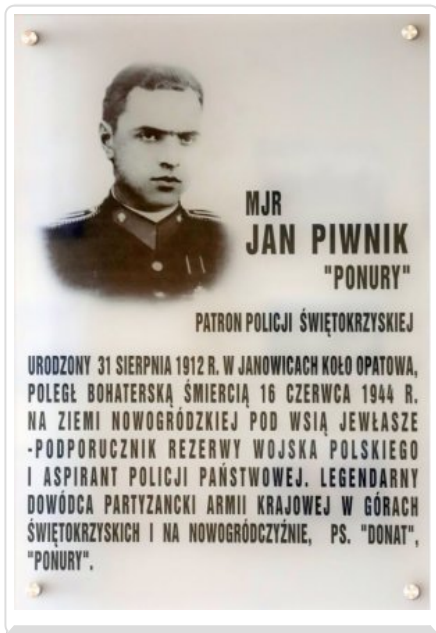 MJR
JAN PIWNIK
"PONURY"
PATRON POLICJI ŚWIĘTOKRZYSKIEJ
URODZONY 31 SIERPNIA 1912 R. W JANOWICACH KOŁO OPATOWA,
POLEGŁ BOHATERSKĄ ŚMIERCIĄ 16 CZERWCA 1944 R.
NA ZIEMI NOWOGRÓDZKIEJ POD WSIĄ JEWŁASZE
-PODPORUCZNIK REZERWY WOJSKA POLSKIEGO
I ASPIRANT POLICJI PAŃSTWOWEJ. LEGENDARNY
DOWÓDCA PARTYZANCKI ARMII KRAJOWEJ W GÓRACH
ŚWIĘTOKRZYSKICH I NA NOWOGRÓDCZYŹNIE, PS. "DONAT",
"PONURY".